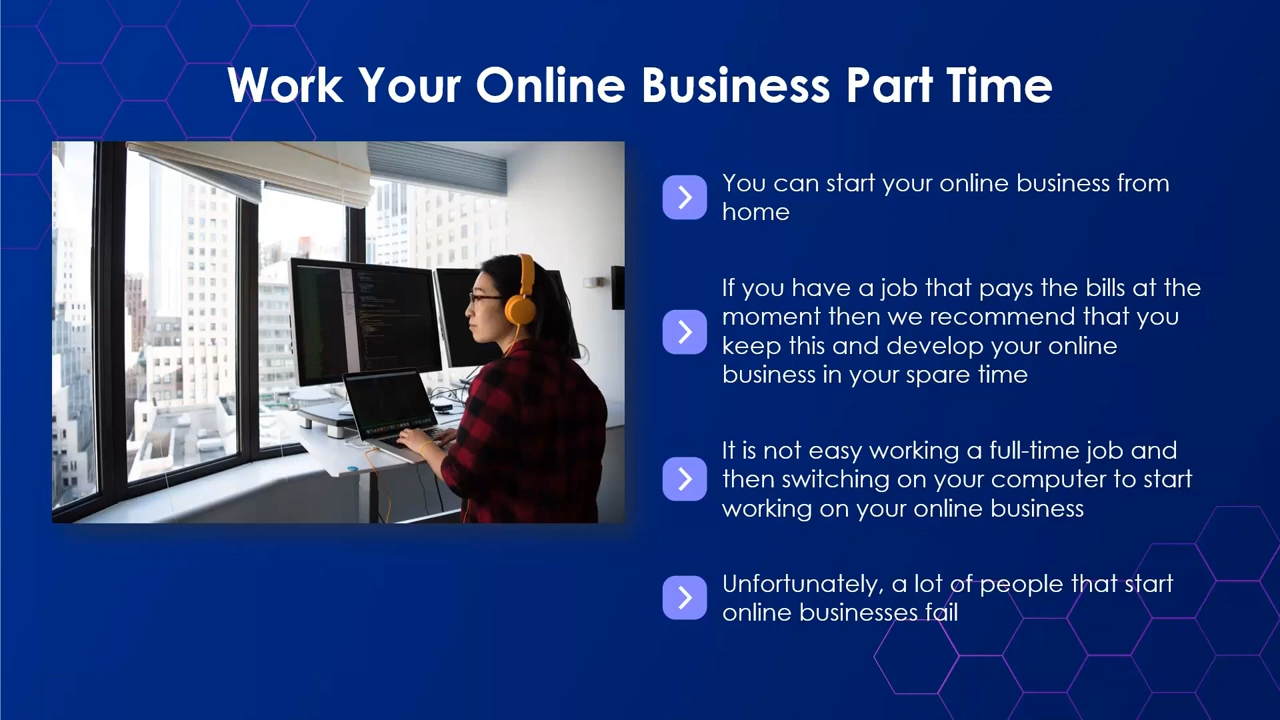 Work Your Online Business Part Time
You can start your online business from
home
If you have a job that pays the bills at the
moment then we recommend that you
keep this and develop your online
business in your spare time
It is not easy working a full-time job and
then switching on your computer to start
working on your online business
Unfortunately, a lot of people that start
online businesses fail